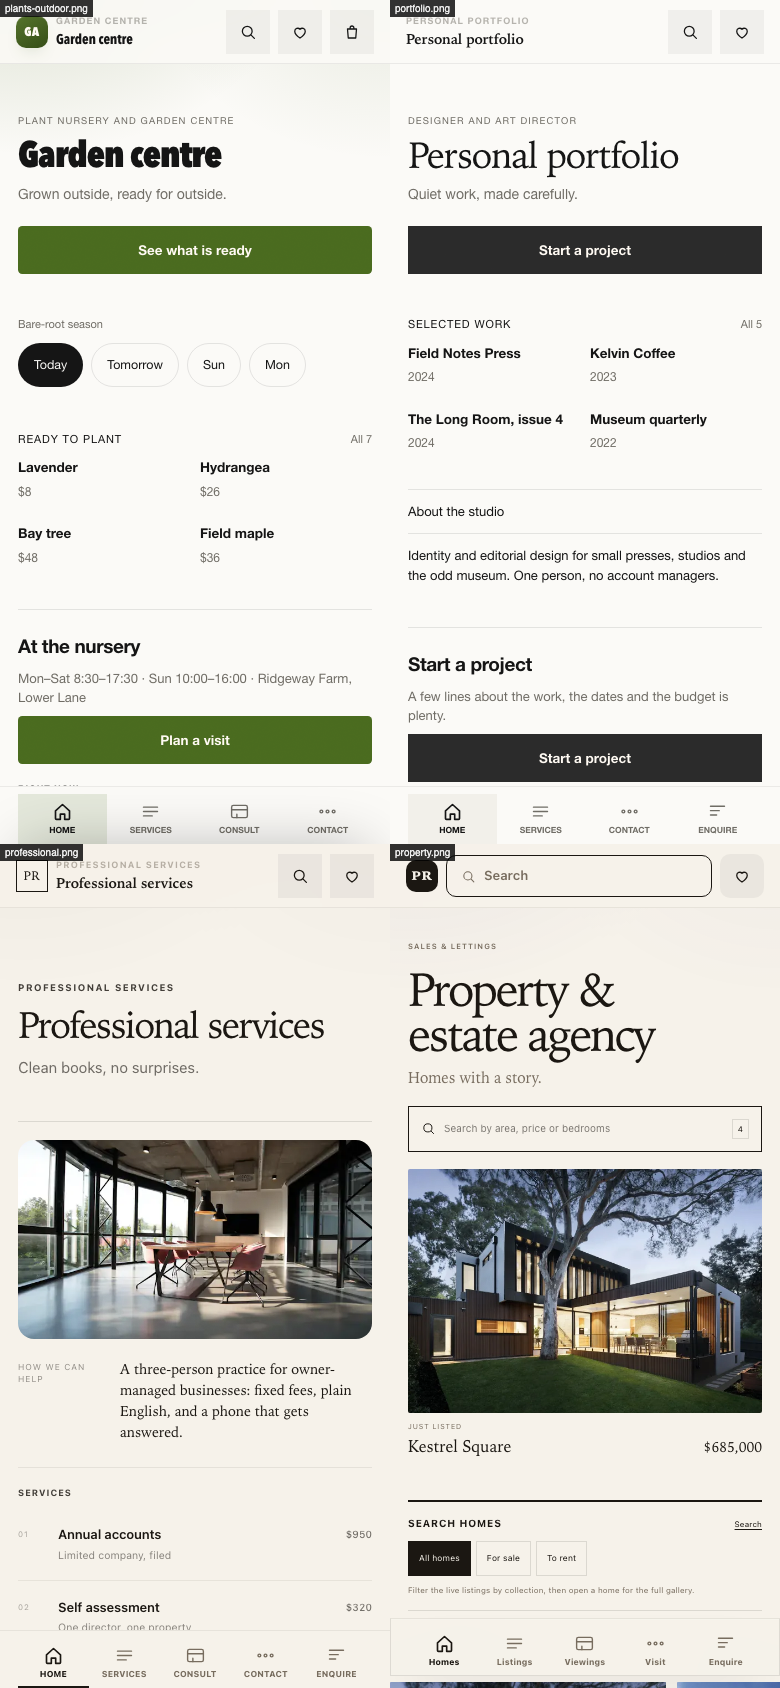 plants-outdoor.png
GA
GARDEN CENTRE
Garden centre
PLANT NURSERY AND GARDEN CENTRE
Garden centre
Grown outside, ready for outside.
See what is ready
Bare-root season
Today
Tomorrow
Sun
Mon
READY TO PLANT
All 7
Lavender
Hydrangea
$8
$26
Bay tree
Field maple
$48
$36
At the nursery
Mon–Sat 8:30–17:30 · Sun 10:00–16:00 · Ridgeway Farm,
Lower Lane
Plan a visit
HOME
SERVICES
CONSULT
CONTACT
portfolio.png
PERSONAL PORTFOLIO
Personal portfolio
DESIGNER AND ART DIRECTOR
Personal portfolio
Quiet work, made carefully.
Start a project
SELECTED WORK
All 5
Field Notes Press
Kelvin Coffee
2024
2023
The Long Room, issue 4
Museum quarterly
2024
2022
About the studio
Identity and editorial design for small presses, studios and
the odd museum. One person, no account managers.
Start a project
A few lines about the work, the dates and the budget is
plenty.
Start a project
HOME
SERVICES
CONTACT
ENQUIRE
professional.png
PR
PROFESSIONAL SERVICES
Professional services
PROFESSIONAL SERVICES
Professional services
Clean books, no surprises.
HOW WE CAN
HELP
A three-person practice for owner-
managed businesses: fixed fees, plain
English, and a phone that gets
answered.
SERVICES
01
Annual accounts
$950
Limited company, filed
02
Self assessment
$320
One director, one property
HOME
SERVICES
CONSULT
CONTACT
ENQUIRE
property.png
PR
Search
SALES & LETTINGS
Property &
estate agency
Homes with a story.
Search by area, price or bedrooms
4
JUST LISTED
Kestrel Square
$685,000
SEARCH HOMES
Search
All homes
For sale
To rent
Filter the live listings by collection, then open a home for the full gallery.
Homes
Listings
Viewings
Visit
Enquire